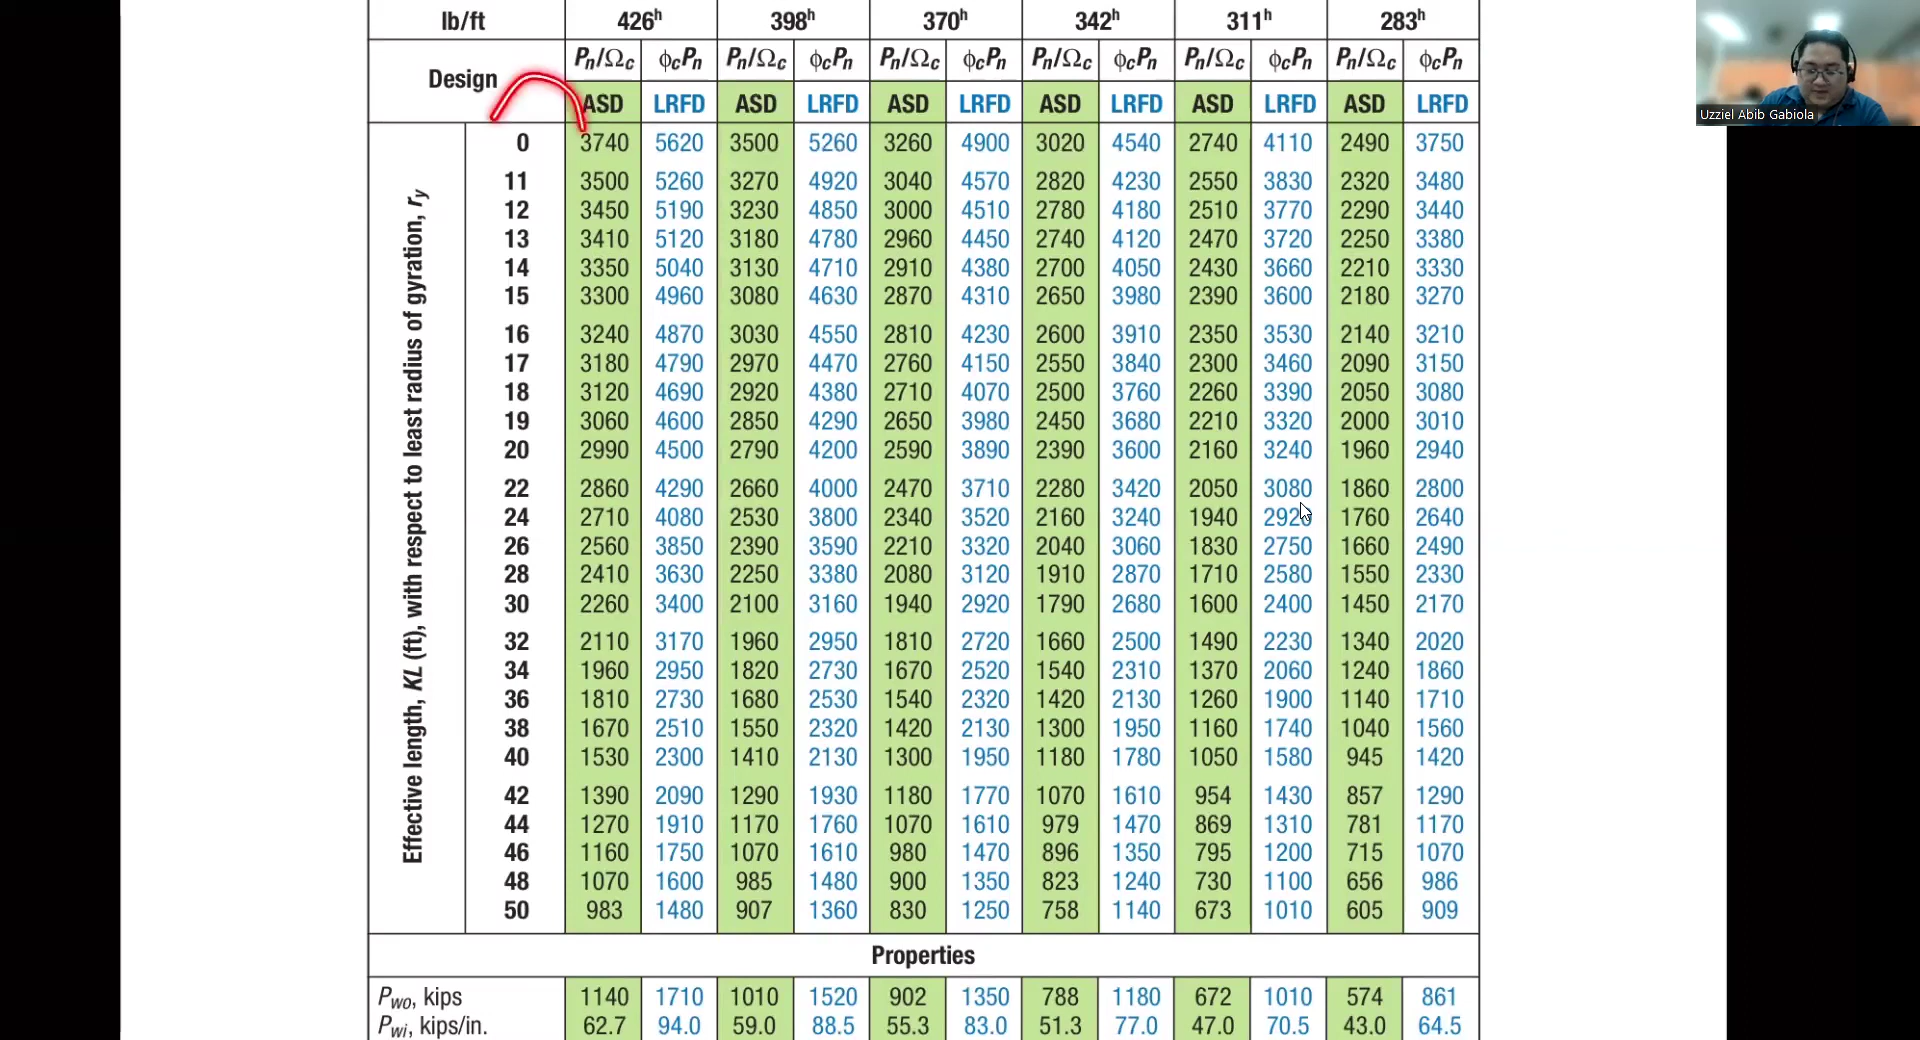 lb/ft 426h 398h 370h 342h 311h 283h
Design Pn/Ωc ϕcPn Pn/Ωc ϕcPn Pn/Ωc ϕcPn Pn/Ωc ϕcPn Pn/Ωc ϕcPn Pn/Ωc ϕcPn
ASD LRFD ASD LRFD ASD LRFD ASD LRFD ASD LRFD ASD LRFD
Effective length, KL (ft), with respect to least radius of gyration, ry
0 3740 5620 3500 5260 3260 4900 3020 4540 2740 4110 2490 3750
11 3500 5260 3270 4920 3040 4570 2820 4230 2550 3830 2320 3480
12 3450 5190 3230 4850 3000 4510 2780 4180 2510 3770 2290 3440
13 3410 5120 3180 4780 2960 4450 2740 4120 2470 3720 2250 3380
14 3350 5040 3130 4710 2910 4380 2700 4050 2430 3660 2210 3330
15 3300 4960 3080 4630 2870 4310 2650 3980 2390 3600 2180 3270
16 3240 4870 3030 4550 2810 4230 2600 3910 2350 3530 2140 3210
17 3180 4790 2970 4470 2760 4150 2550 3840 2300 3460 2090 3150
18 3120 4690 2920 4380 2710 4070 2500 3760 2260 3390 2050 3080
19 3060 4600 2850 4290 2650 3980 2450 3680 2210 3320 2000 3010
20 2990 4500 2790 4200 2590 3890 2390 3600 2160 3240 1960 2940
22 2860 4290 2660 4000 2470 3710 2280 3420 2050 3080 1860 2800
24 2710 4080 2530 3800 2340 3520 2160 3240 1940 2920 1760 2640
26 2560 3850 2390 3590 2210 3320 2040 3060 1830 2750 1660 2490
28 2410 3630 2250 3380 2080 3120 1910 2870 1710 2580 1550 2330
30 2260 3400 2100 3160 1940 2920 1790 2680 1600 2400 1450 2170
32 2110 3170 1960 2950 1810 2720 1660 2500 1490 2230 1340 2020
34 1960 2950 1820 2730 1670 2520 1540 2310 1370 2060 1240 1860
36 1810 2730 1680 2530 1540 2320 1420 2130 1260 1900 1140 1710
38 1670 2510 1550 2320 1420 2130 1300 1950 1160 1740 1040 1560
40 1530 2300 1410 2130 1300 1950 1180 1780 1050 1580 945 1420
42 1390 2090 1290 1930 1180 1770 1070 1610 954 1430 857 1290
44 1270 1910 1170 1760 1070 1610 979 1470 869 1310 781 1170
46 1160 1750 1070 1610 980 1470 896 1350 795 1200 715 1070
48 1070 1600 985 1480 900 1350 823 1240 730 1100 656 986
50 983 1480 907 1360 830 1250 758 1140 673 1010 605 909
Properties
Pwo, kips 1140 1710 1010 1520 902 1350 788 1180 672 1010 574 861
Pwi, kips/in. 62.7 94.0 59.0 88.5 55.3 83.0 51.3 77.0 47.0 70.5 43.0 64.5
Uzziel Abib Gabiola